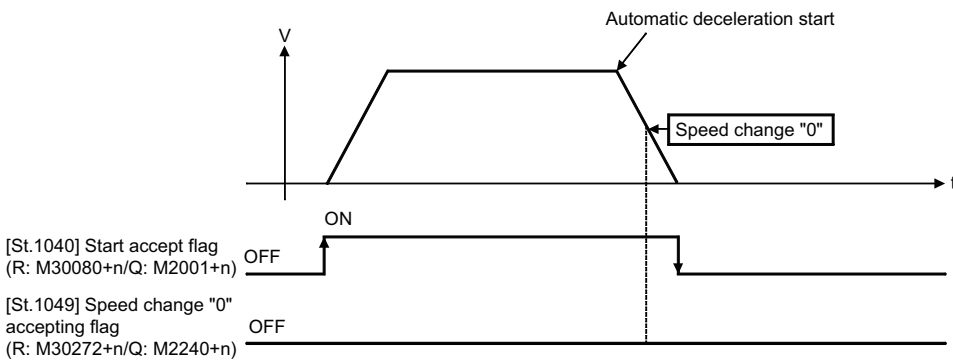 Automatic deceleration start
V
Speed change "0"
t
ON
[St.1040] Start accept flag
(R: M30080+n/Q: M2001+n)
OFF
[St.1049] Speed change "0"
accepting flag
(R: M30272+n/Q: M2240+n)
OFF